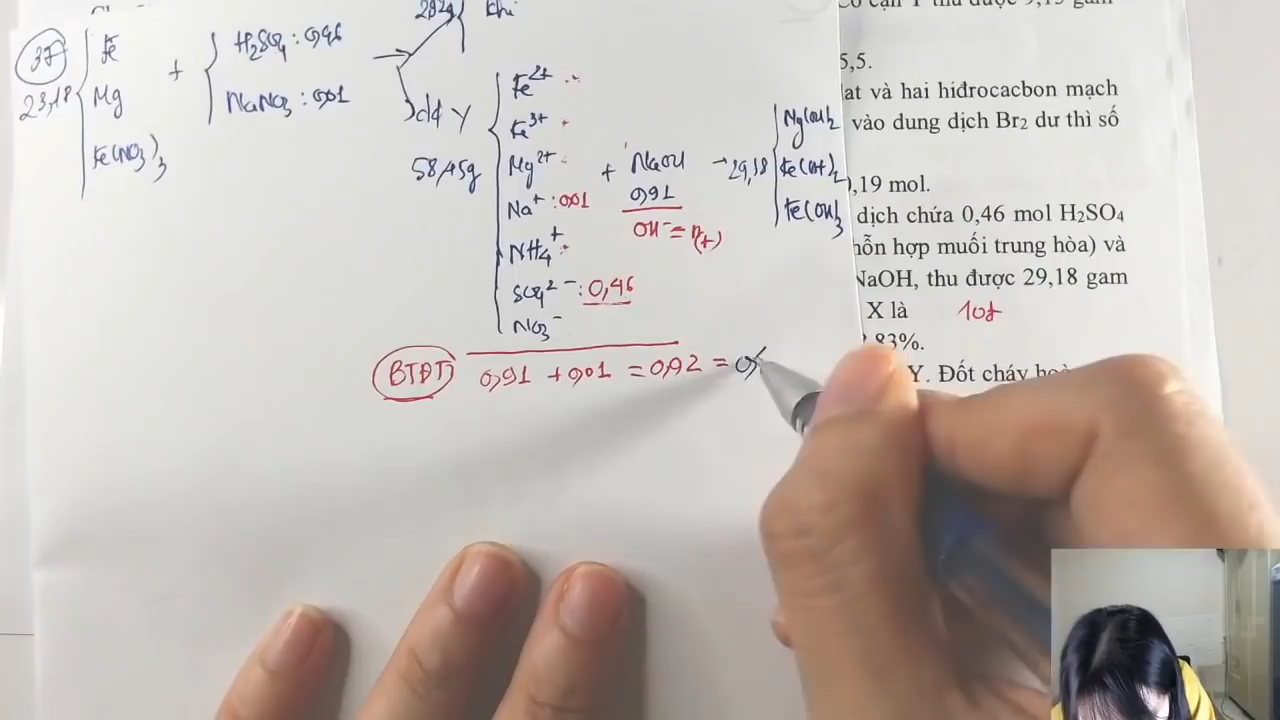 37
23,18
Fe
Mg
Fe(NO3)3
+
H2SO4 : 0,46
NaNO3 : 0,01
khí
dd Y
58,45g
Fe2+
Fe3+
Mg2+
Na+ : 0,01
NH4+
SO4 2- : 0,46
NO3-
+ NaOH
0,91
OH- = n(+)
→ 29,18
Mg(OH)2
Fe(OH)2
Fe(OH)3
BTĐT 0,91 + 0,01 = 0,92 = 0,
5,5.
và hai hiđrocacbon mạch
vào dung dịch Br2 dư thì số
,19 mol.
dịch chứa 0,46 mol H2SO4
hỗn hợp muối trung hòa) và
NaOH, thu được 29,18 gam
X là
83%.
Y. Đốt cháy